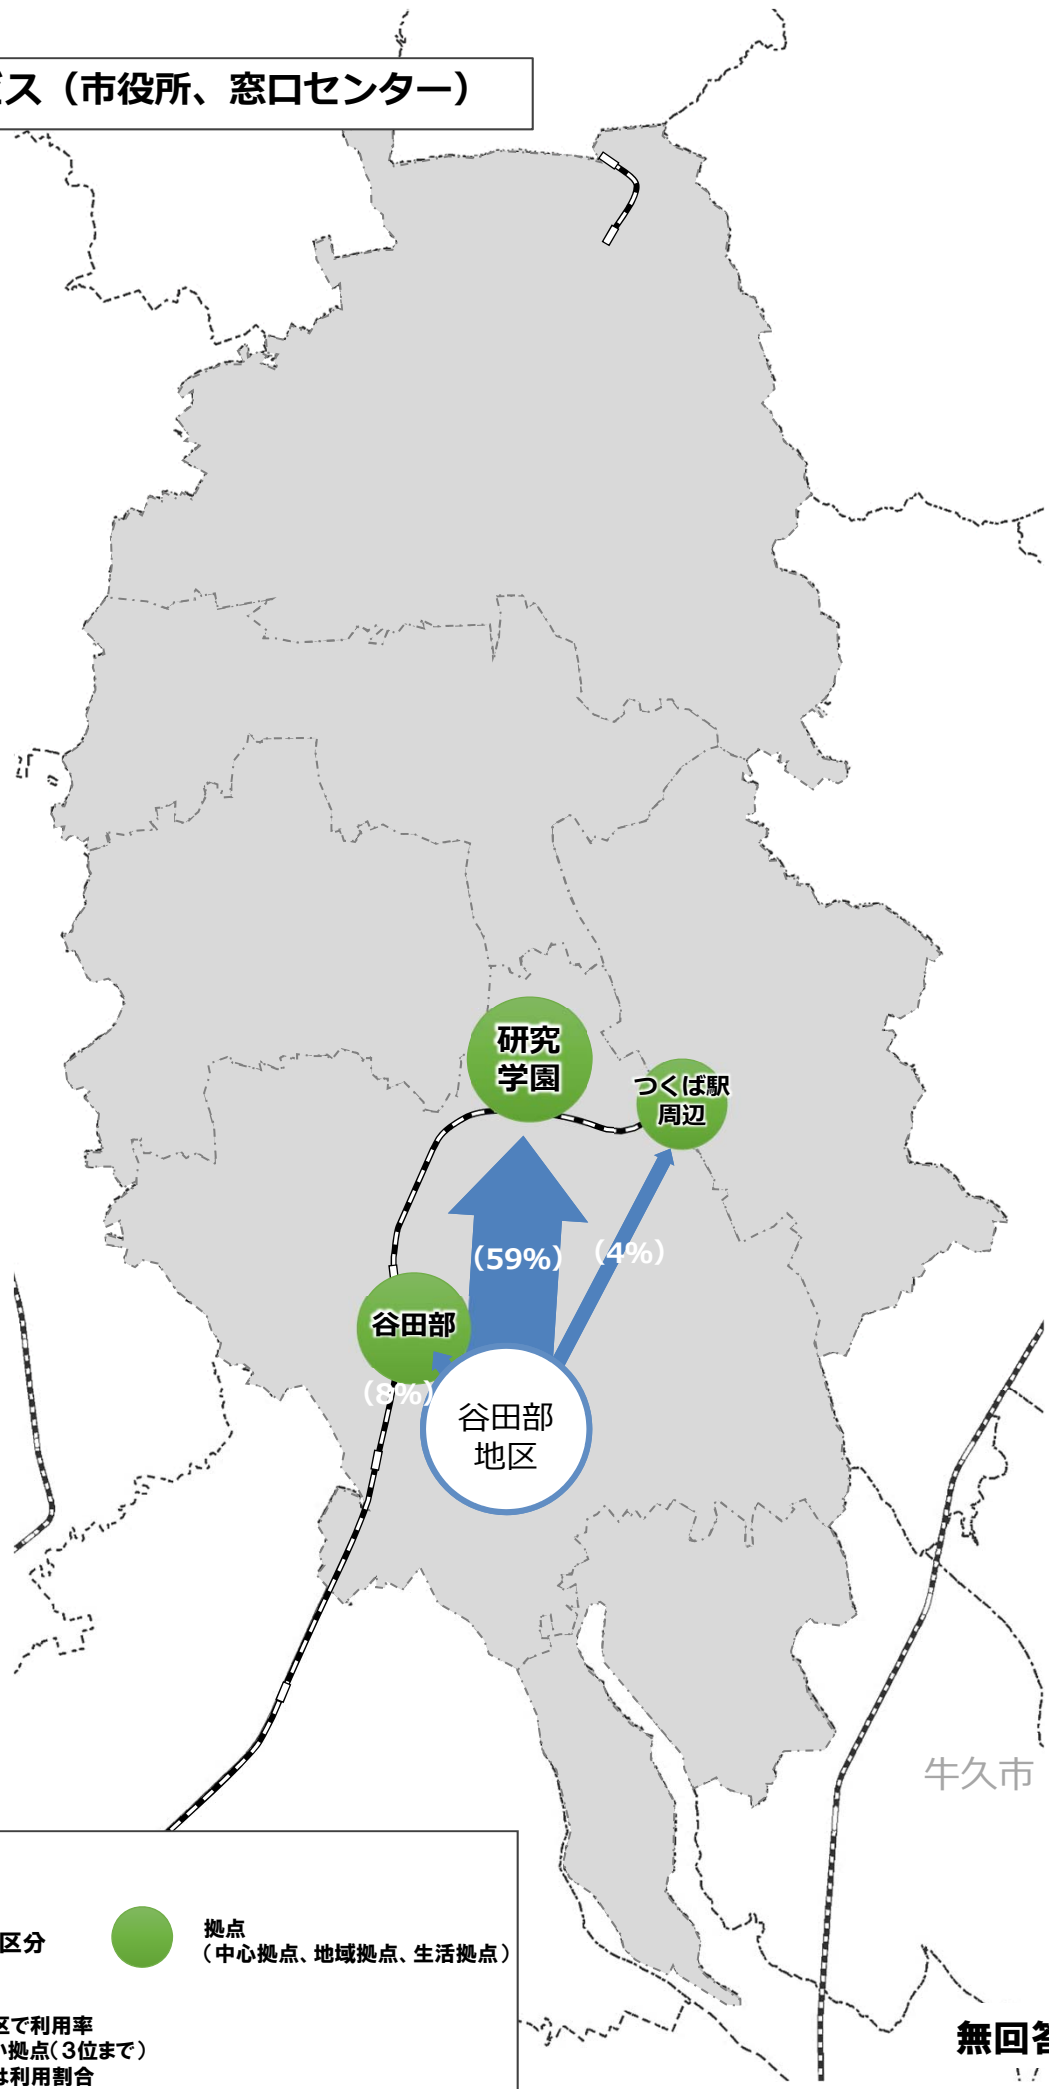 ビス（市役所、窓口センター）
研究
学園
つくば駅
周辺
（59%）
（4%）
谷田部
（8%）
谷田部
地区
牛久市
区分
拠点
（中心拠点、地域拠点、生活拠点）
区で利用率
い拠点（３位まで）
は利用割合
無回答